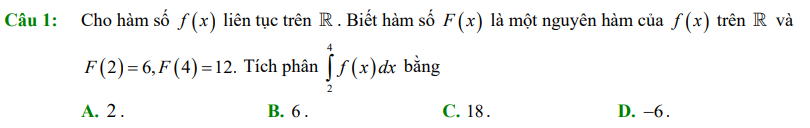 Câu 1: Cho hàm số f(x) liên tục trên ℝ . Biết hàm số F(x) là một nguyên hàm của f(x) trên ℝ và
F(2)=6,F(4)=12. Tích phân ∫₂⁴ f(x)dx bằng
A. 2 . B. 6 . C. 18 . D. −6 .